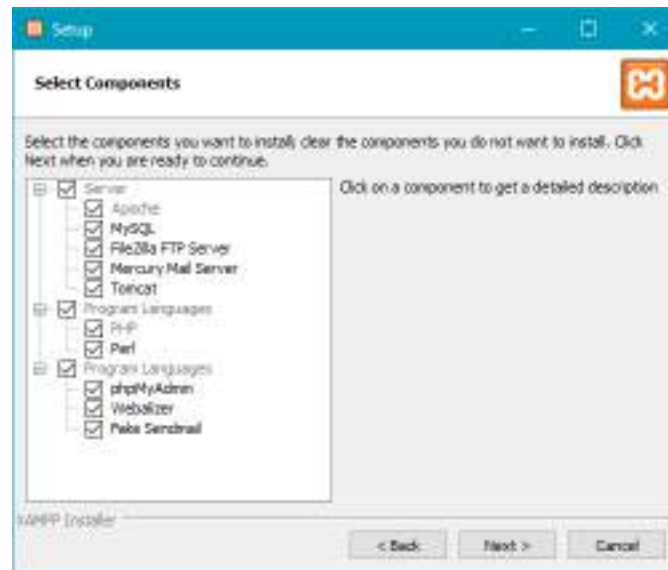 Setup
Select Components
Select the components you want to install; clear the components you do not want to install. Click
Next when you are ready to continue.
Server
Apache
MySQL
FileZilla FTP Server
Mercury Mail Server
Tomcat
Program Languages
PHP
Perl
Program Languages
phpMyAdmin
Webalizer
Fake Sendmail
Click on a component to get a detailed description
XAMPP Installer
< Back
Next >
Cancel